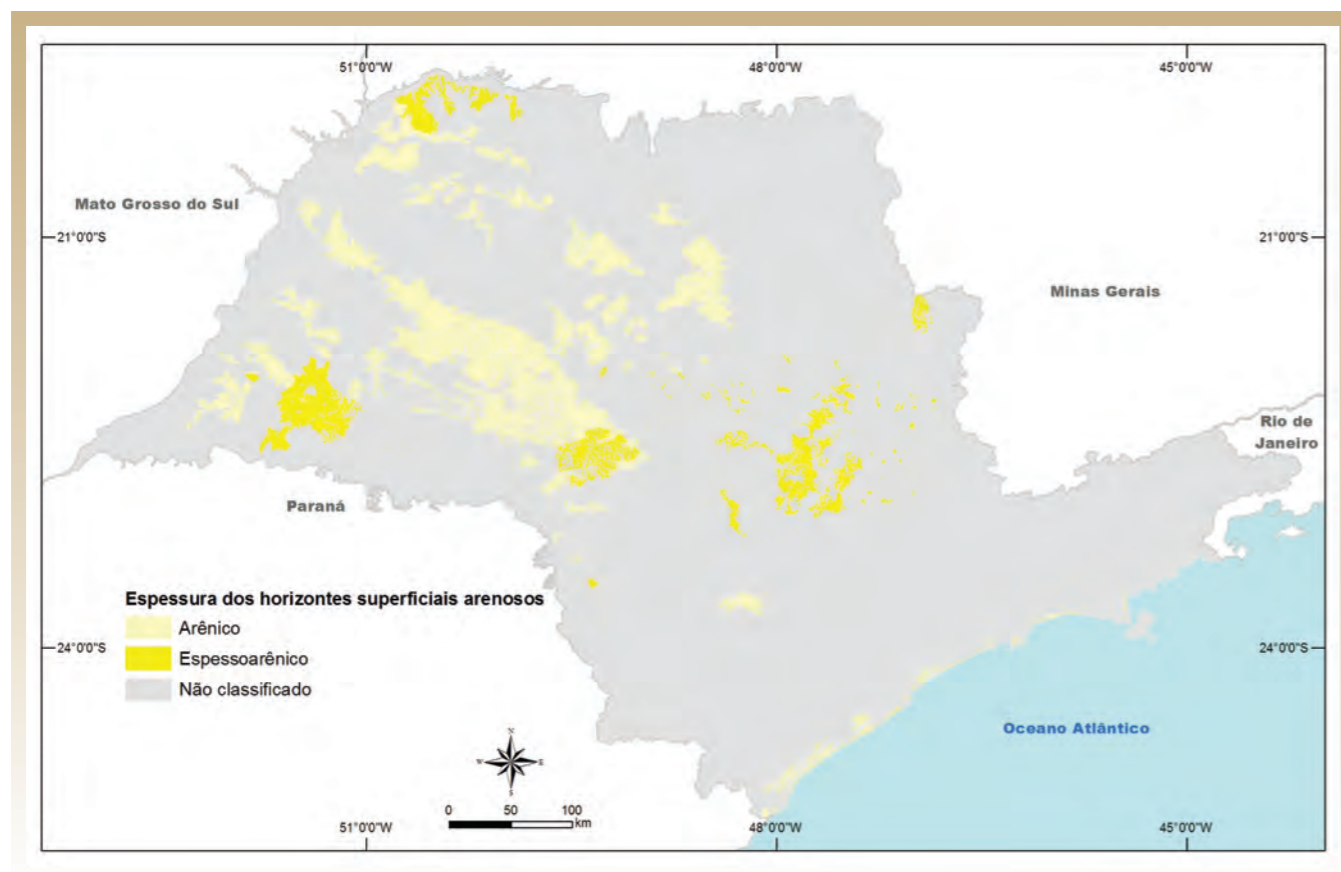 51°0'0"W
48°0'0"W
45°0'0"W
Mato Grosso do Sul
21°0'0"S
21°0'0"S
Minas Gerais
Rio de
Janeiro
Paraná
Espessura dos horizontes superficiais arenosos
Arênico
Espessoarênico
Não classificado
24°0'0"S
24°0'0"S
Oceano Atlântico
N
W
E
S
0 50 100
km
51°0'0"W
48°0'0"W
45°0'0"W